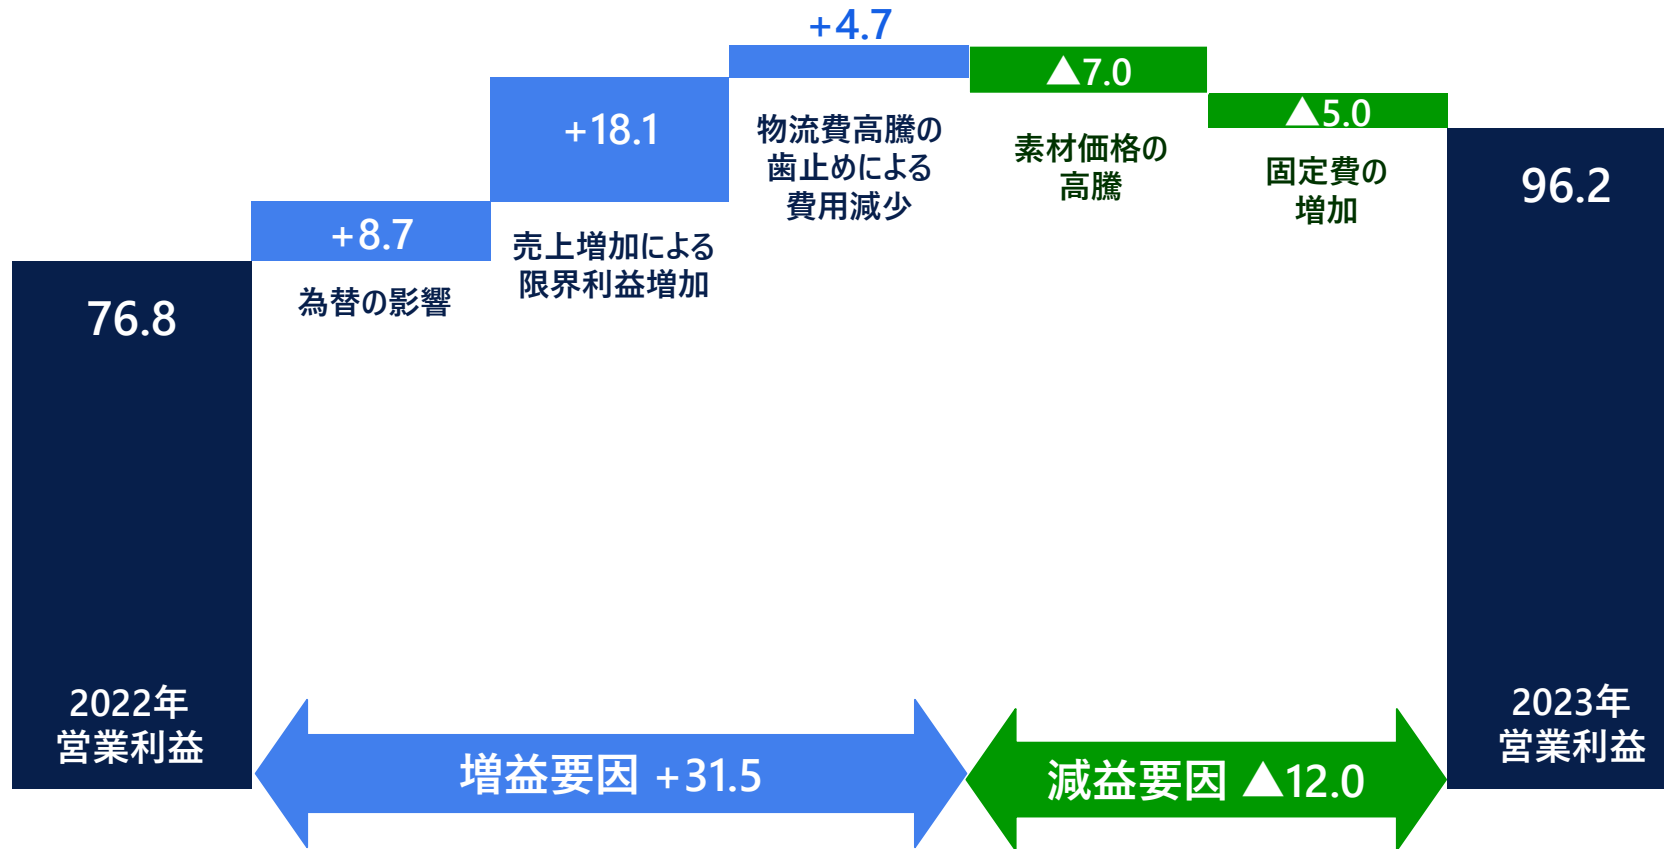 +4.7
▲7.0
▲5.0
+18.1
物流費高騰の
歯止めによる
費用減少
素材価格の
高騰
固定費の
増加
96.2
+8.7
売上増加による
限界利益増加
為替の影響
76.8
2022年
営業利益
2023年
営業利益
増益要因 +31.5
減益要因 ▲12.0